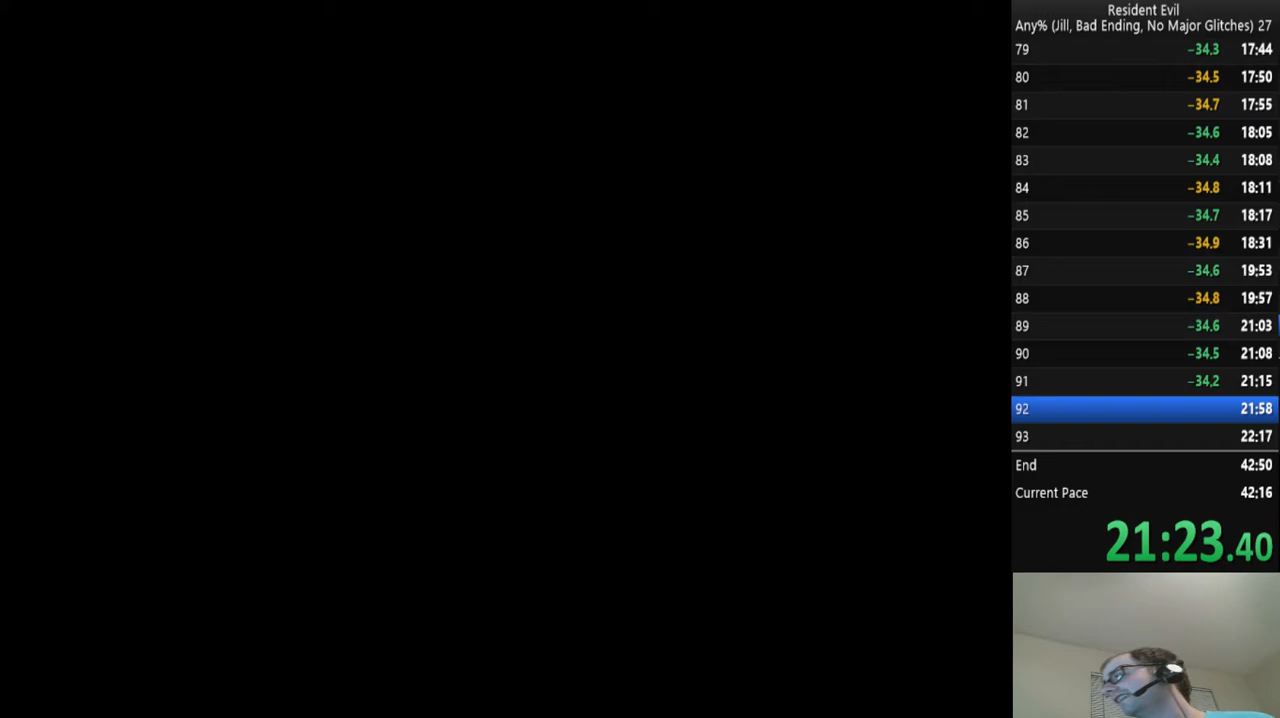 Resident Evil
Any% (Jill, Bad Ending, No Major Glitches) 27
79 -34.3 17:44
80 -34.5 17:50
81 -34.7 17:55
82 -34.6 18:05
83 -34.4 18:08
84 -34.8 18:11
85 -34.7 18:17
86 -34.9 18:31
87 -34.6 19:53
88 -34.8 19:57
89 -34.6 21:03
90 -34.5 21:08
91 -34.2 21:15
92 21:58
93 22:17
End 42:50
Current Pace 42:16
21:23.40